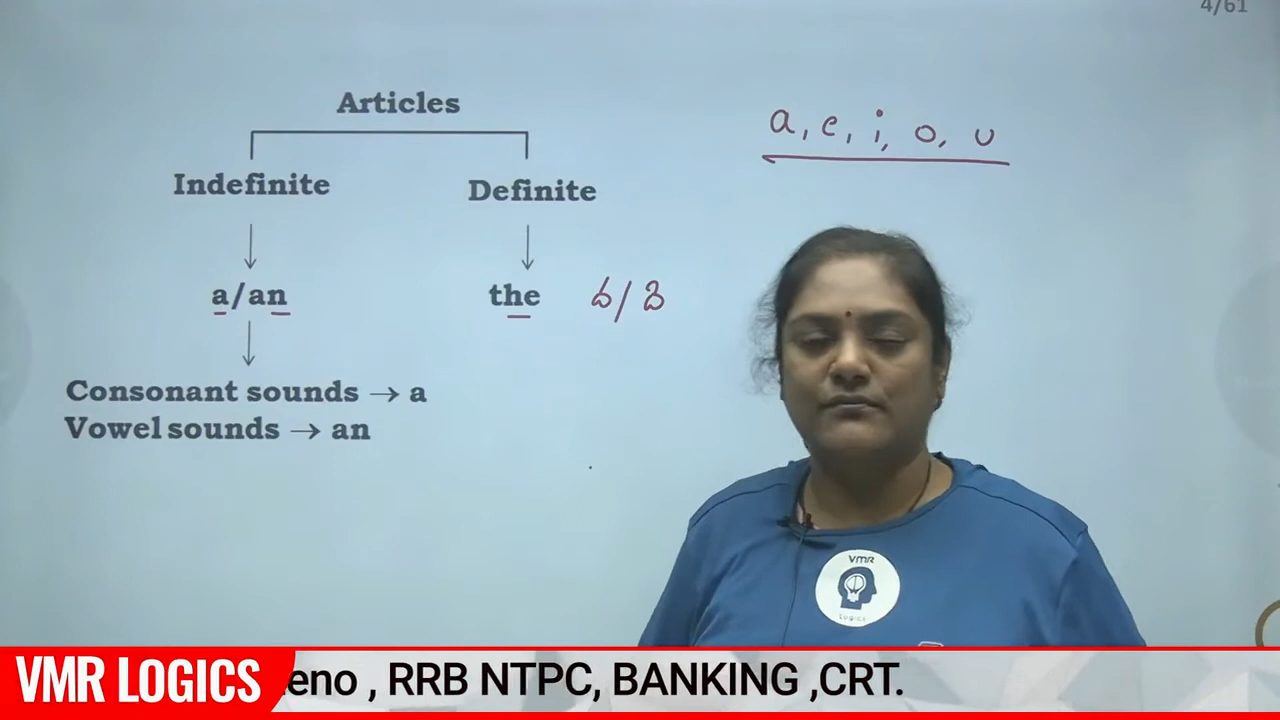 4/61
Articles
a, e, i, o, u
Indefinite
Definite
a/an
the ద / ది
Consonant sounds → a
Vowel sounds → an
VMR
Logics
VMR LOGICS
eno , RRB NTPC, BANKING ,CRT.